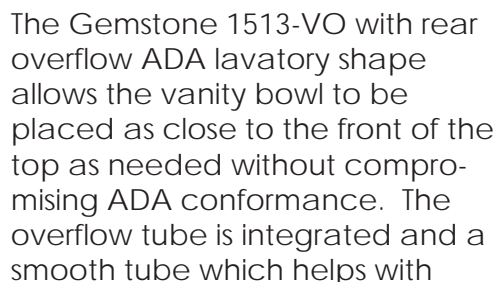 The Gemstone 1513-VO with rear
overflow ADA lavatory shape
allows the vanity bowl to be
placed as close to the front of the
top as needed without compro-
mising ADA conformance.  The
overflow tube is integrated and a
smooth tube which helps with